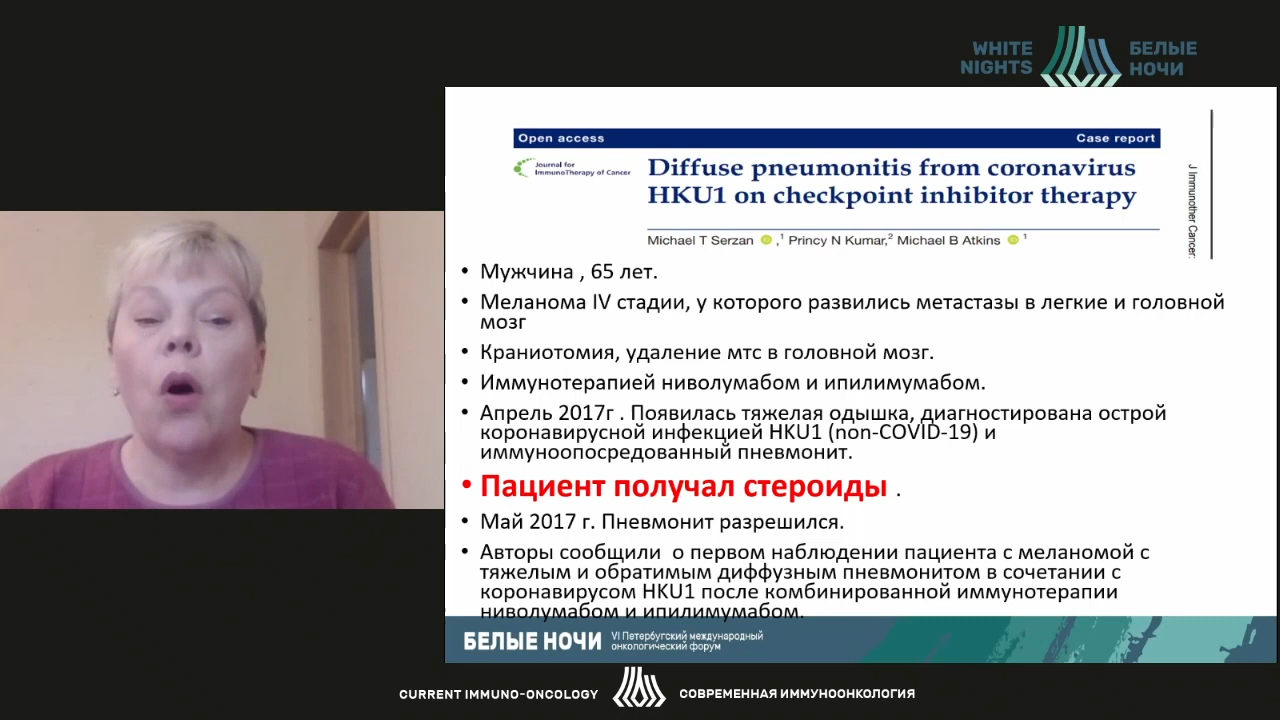 WHITE
NIGHTS
БЕЛЫЕ
НОЧИ
Open access
Case report
Journal for
ImmunoTherapy of Cancer
Diffuse pneumonitis from coronavirus
HKU1 on checkpoint inhibitor therapy
J Immunother Cancer:
Michael T Serzan ,1 Princy N Kumar,2 Michael B Atkins 1
• Мужчина , 65 лет.
• Меланома IV стадии, у которого развились метастазы в легкие и головной
мозг
• Краниотомия, удаление мтс в головной мозг.
• Иммунотерапией ниволумабом и ипилимумабом.
• Апрель 2017г . Появилась тяжелая одышка, диагностирована острой
коронавирусной инфекцией HKU1 (non-COVID-19) и
иммуноопосредованный пневмонит.
• Пациент получал стероиды .
• Май 2017 г. Пневмонит разрешился.
• Авторы сообщили о первом наблюдении пациента с меланомой с
тяжелым и обратимым диффузным пневмонитом в сочетании с
коронавирусом HKU1 после комбинированной иммунотерапии
ниволумабом и ипилимумабом.
БЕЛЫЕ НОЧИ
VI Петербургский международный
онкологический форум
CURRENT IMMUNO-ONCOLOGY
СОВРЕМЕННАЯ ИММУНООНКОЛОГИЯ